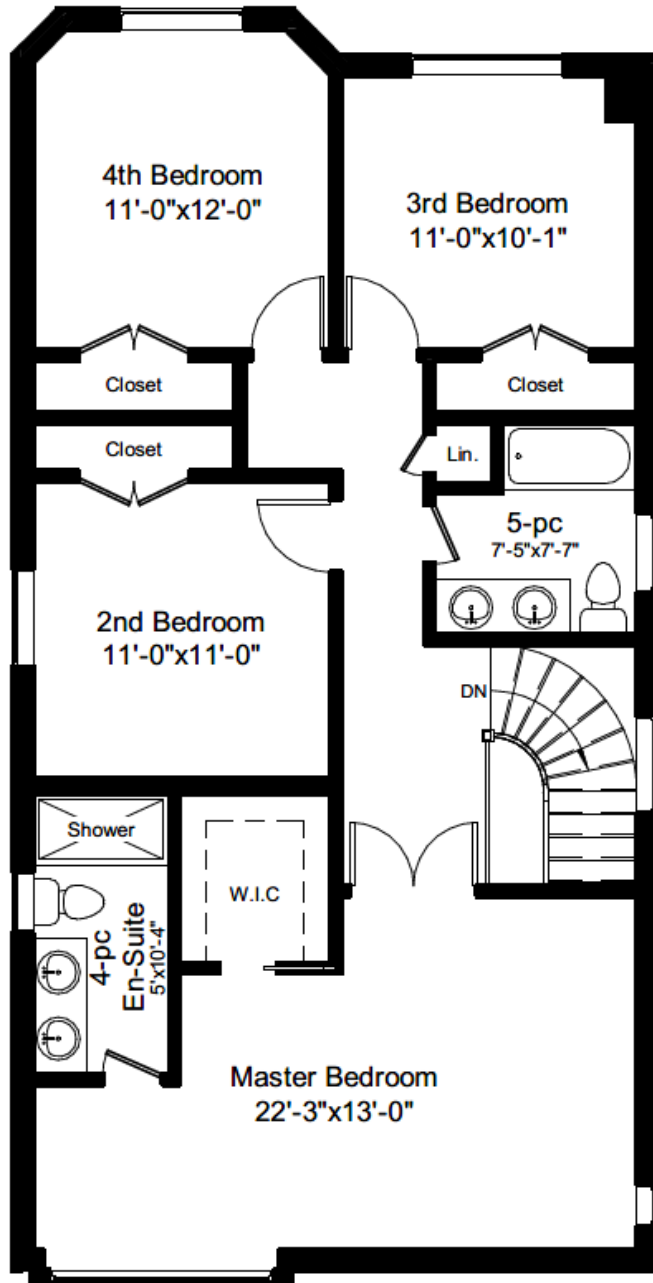 4th Bedroom
11'-0"x12'-0"
3rd Bedroom
11'-0"x10'-1"
Closet
Closet
Closet
Lin.
5-pc
7'-5"x7'-7"
2nd Bedroom
11'-0"x11'-0"
DN
Shower
W.I.C
4-pc
En-Suite
5'x10'-4"
Master Bedroom
22'-3"x13'-0"